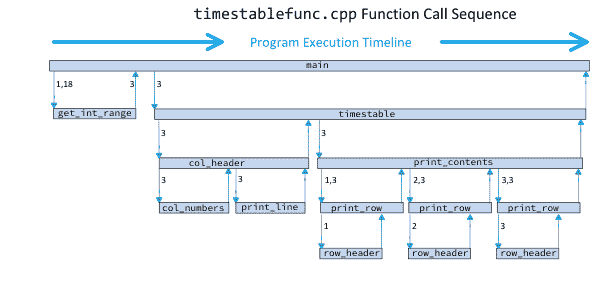 timestablefunc.cpp Function Call Sequence
Program Execution Timeline
main
1,18 3 3
get_int_range timestable
3 3
col_header print_contents
3 3 1,3 2,3 3,3
col_numbers print_line print_row print_row print_row
1 2 3
row_header row_header row_header